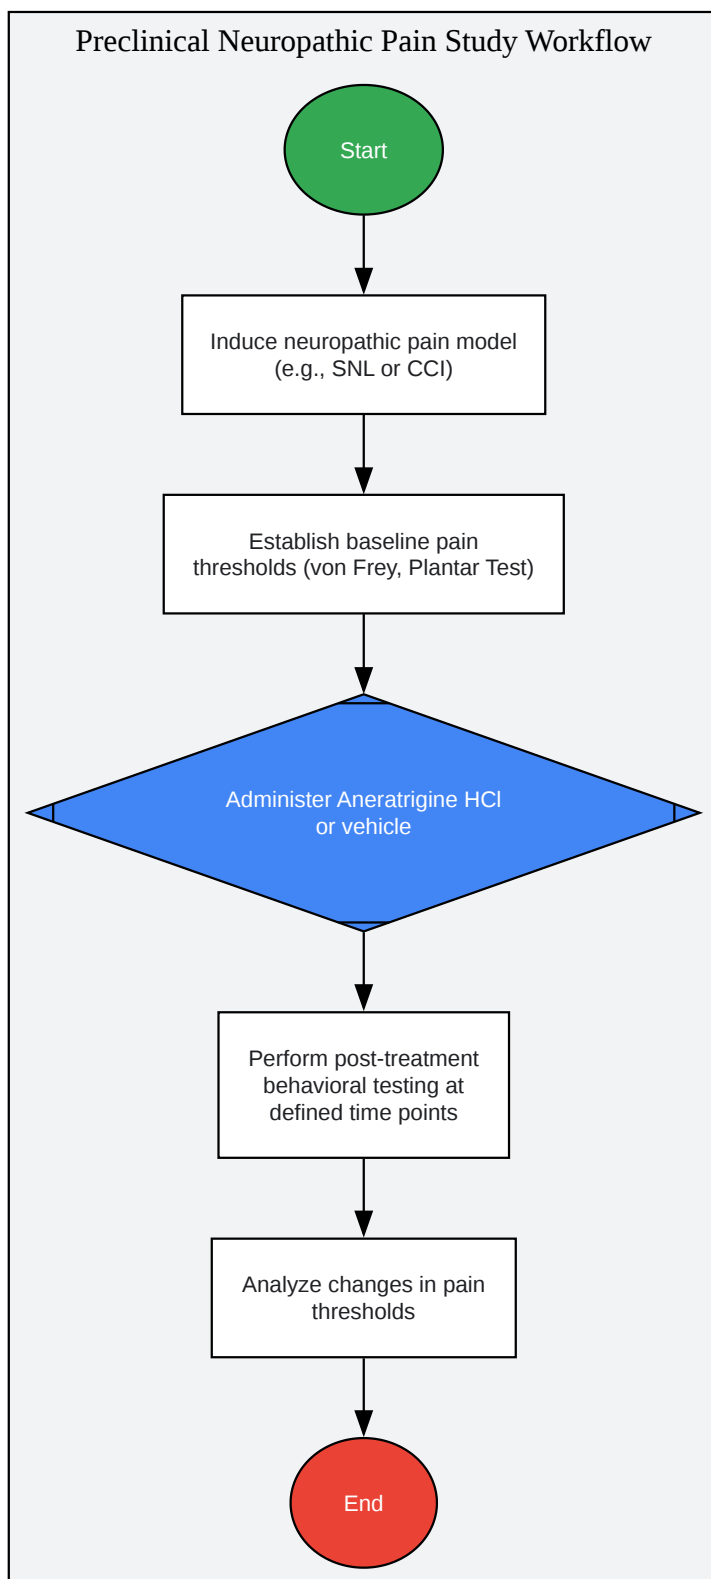 Preclinical Neuropathic Pain Study Workflow
Start
Induce neuropathic pain model
(e.g., SNL or CCI)
Establish baseline pain
thresholds (von Frey, Plantar Test)
Administer Aneratrigine HCl
or vehicle
Perform post-treatment
behavioral testing at
defined time points
Analyze changes in pain
thresholds
End